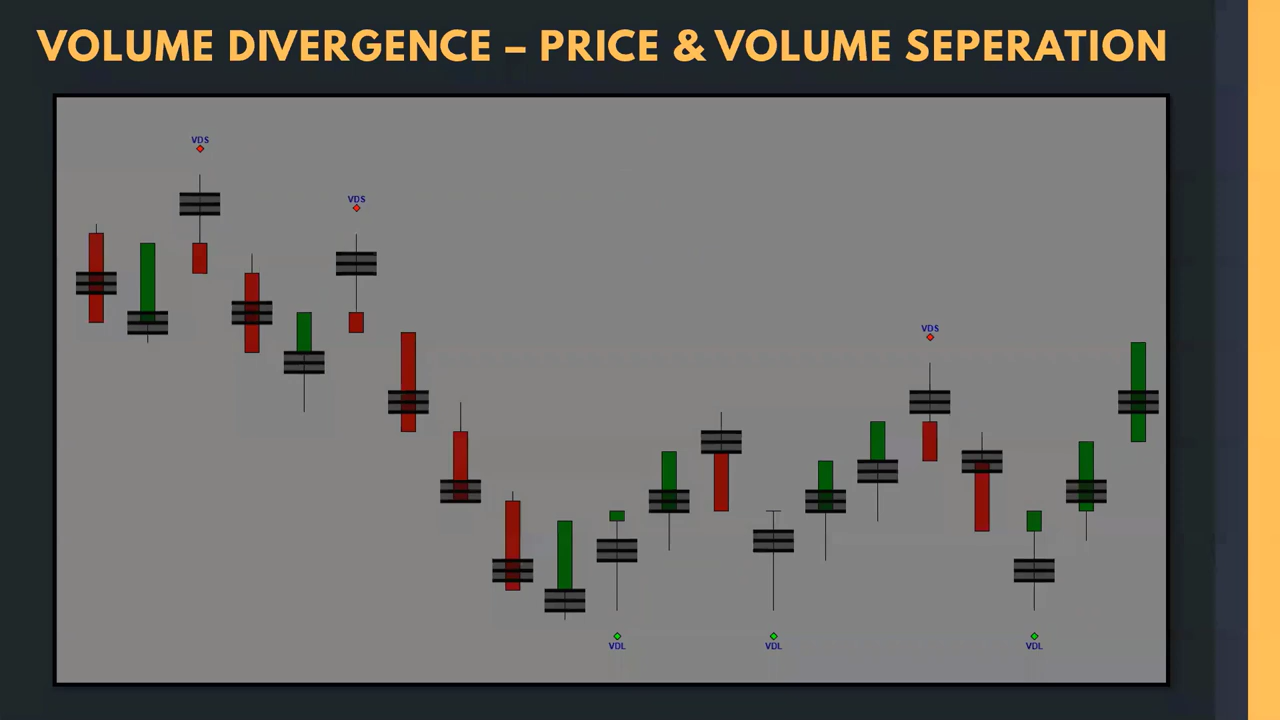 VOLUME DIVERGENCE – PRICE & VOLUME SEPERATION
VDS
VDS
VDS
VDL
VDL
VDL